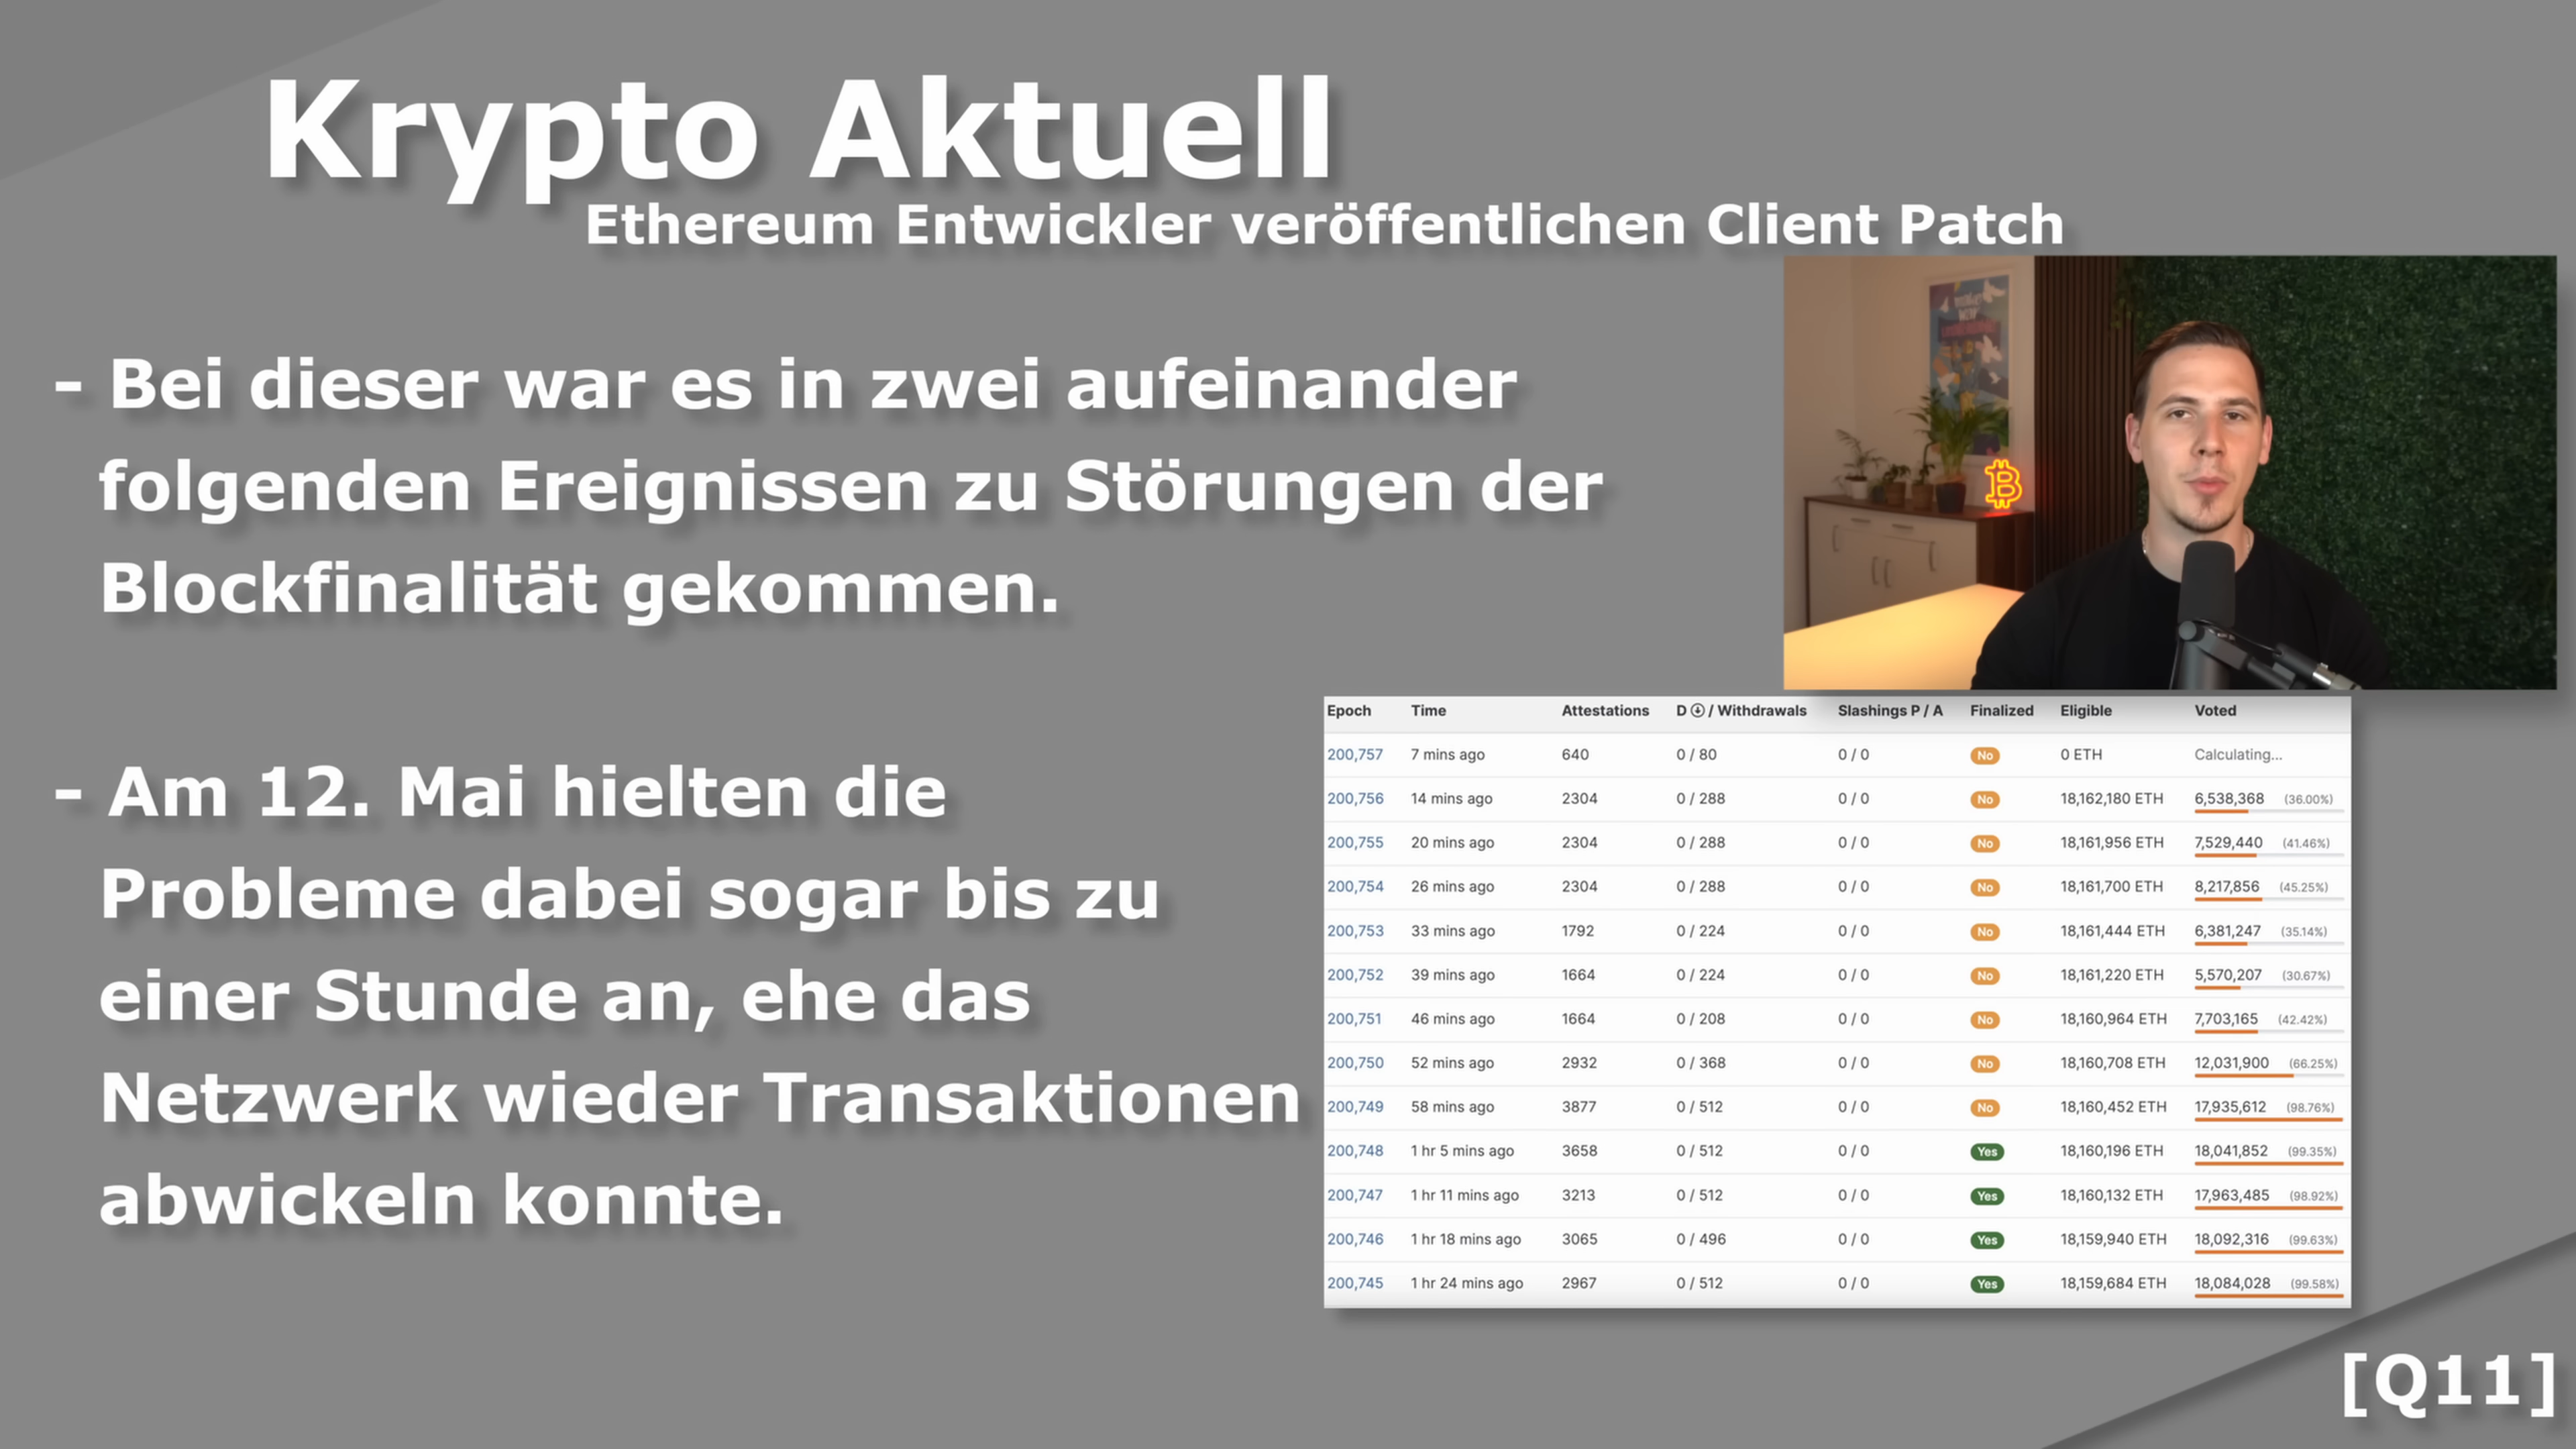 Krypto Aktuell
Ethereum Entwickler veröffentlichen Client Patch
- Bei dieser war es in zwei aufeinander
folgenden Ereignissen zu Störungen der
Blockfinalität gekommen.
- Am 12. Mai hielten die
Probleme dabei sogar bis zu
einer Stunde an, ehe das
Netzwerk wieder Transaktionen
abwickeln konnte.
Epoch Time Attestations D / Withdrawals Slashings P / A Finalized Eligible Voted
200,757 7 mins ago 640 0 / 80 0 / 0 No 0 ETH Calculating...
200,756 14 mins ago 2304 0 / 288 0 / 0 No 18,162,180 ETH 6,538,368 (36.00%)
200,755 20 mins ago 2304 0 / 288 0 / 0 No 18,161,956 ETH 7,529,440 (41.46%)
200,754 26 mins ago 2304 0 / 288 0 / 0 No 18,161,700 ETH 8,217,856 (45.25%)
200,753 33 mins ago 1792 0 / 224 0 / 0 No 18,161,444 ETH 6,381,247 (35.14%)
200,752 39 mins ago 1664 0 / 224 0 / 0 No 18,161,220 ETH 5,570,207 (30.67%)
200,751 46 mins ago 1664 0 / 208 0 / 0 No 18,160,964 ETH 7,703,165 (42.42%)
200,750 52 mins ago 2932 0 / 368 0 / 0 No 18,160,708 ETH 12,031,900 (66.25%)
200,749 58 mins ago 3877 0 / 512 0 / 0 No 18,160,452 ETH 17,935,612 (98.76%)
200,748 1 hr 5 mins ago 3658 0 / 512 0 / 0 Yes 18,160,196 ETH 18,041,852 (99.35%)
200,747 1 hr 11 mins ago 3213 0 / 512 0 / 0 Yes 18,160,132 ETH 17,963,485 (98.92%)
200,746 1 hr 18 mins ago 3065 0 / 496 0 / 0 Yes 18,159,940 ETH 18,092,316 (99.63%)
200,745 1 hr 24 mins ago 2967 0 / 512 0 / 0 Yes 18,159,684 ETH 18,084,028 (99.58%)
[Q11]